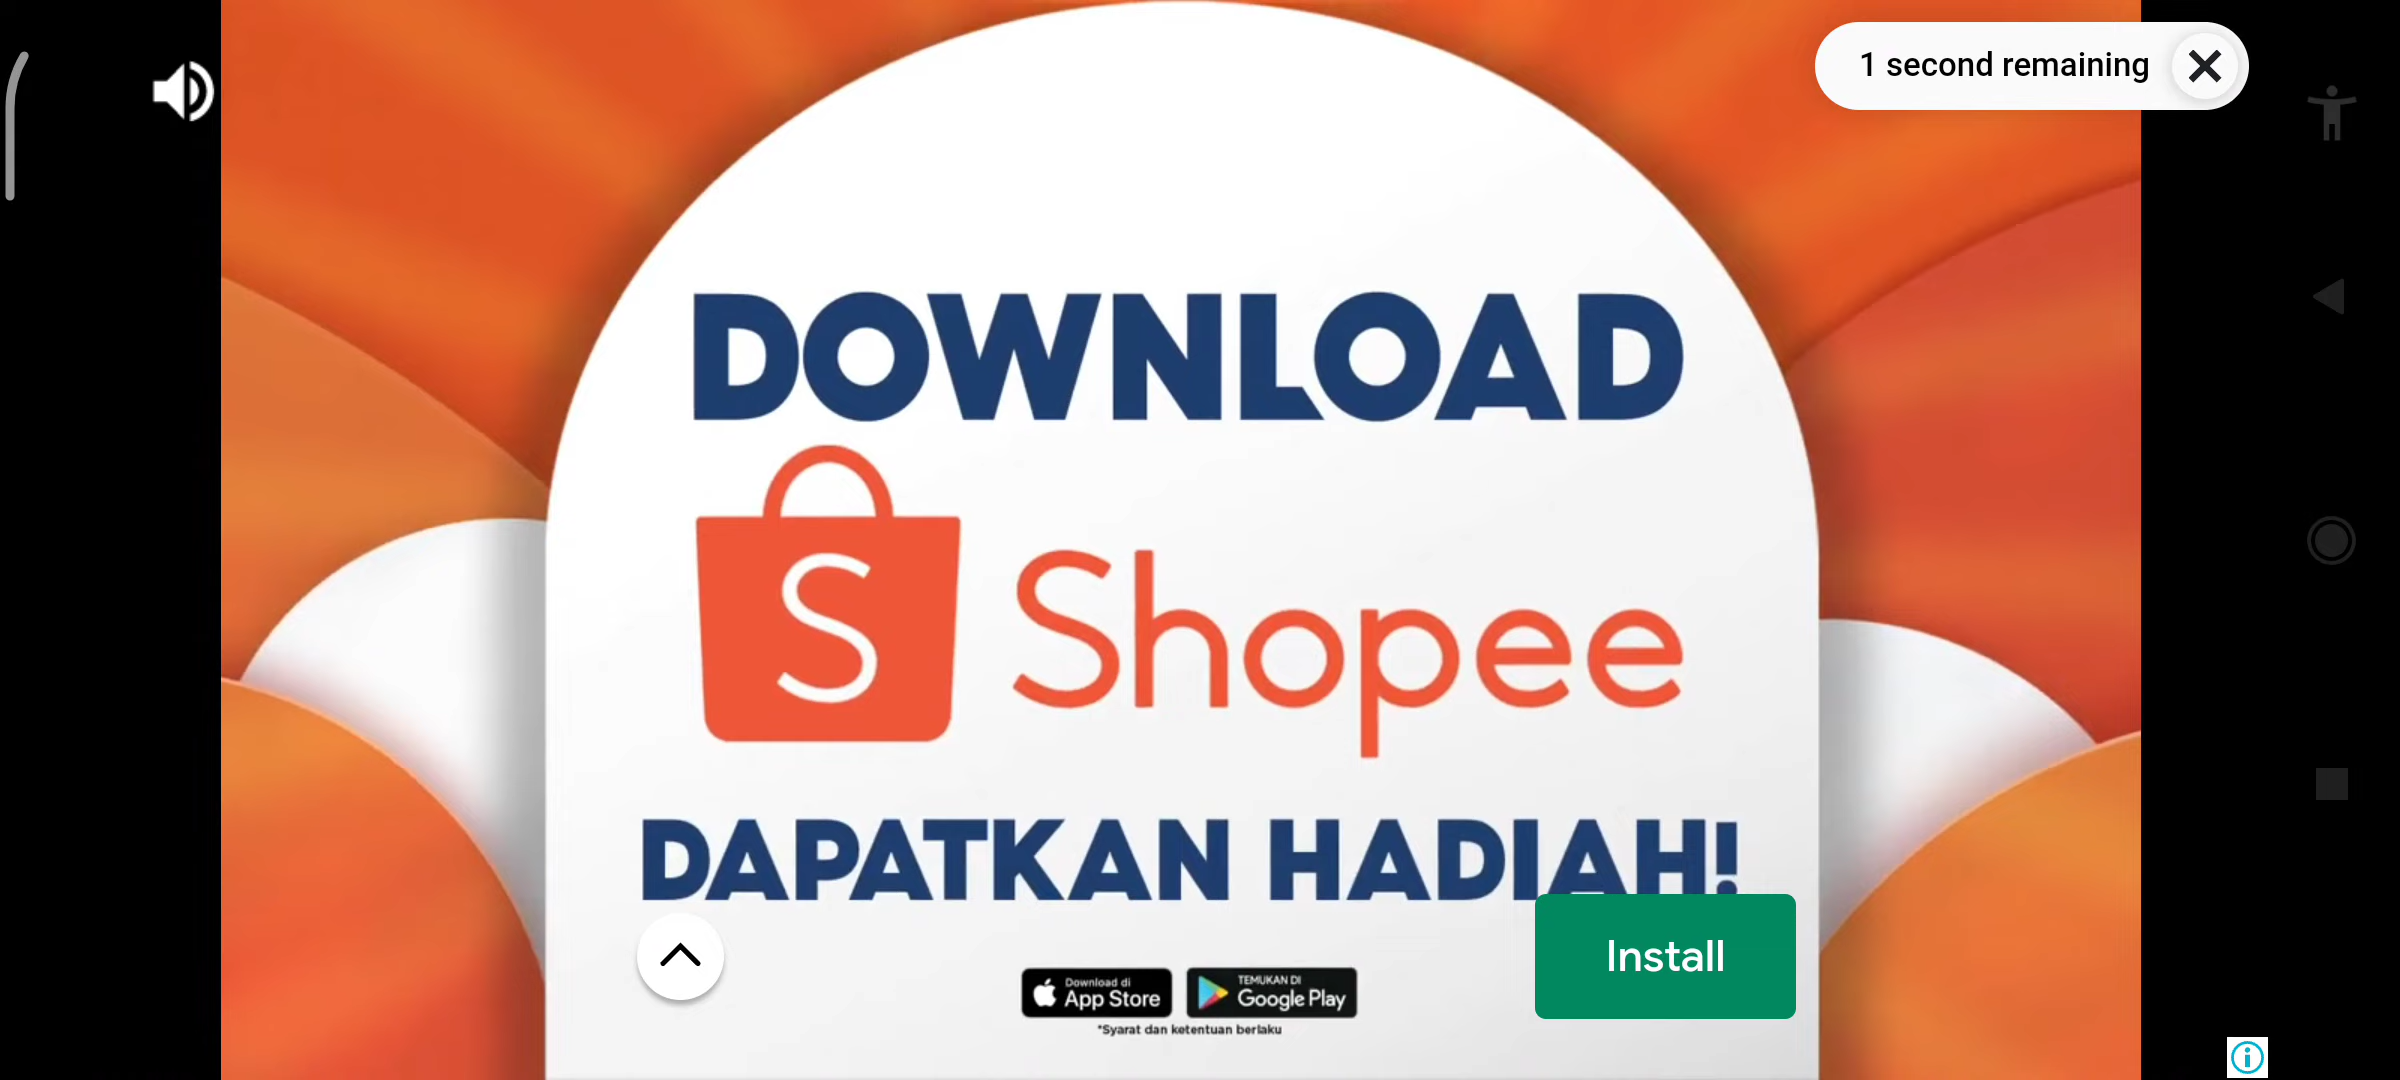 1 second remaining
DOWNLOAD
S Shopee
DAPATKAN HADIAH!
Install
Download di
App Store
TEMUKAN DI
Google Play
*Syarat dan ketentuan berlaku